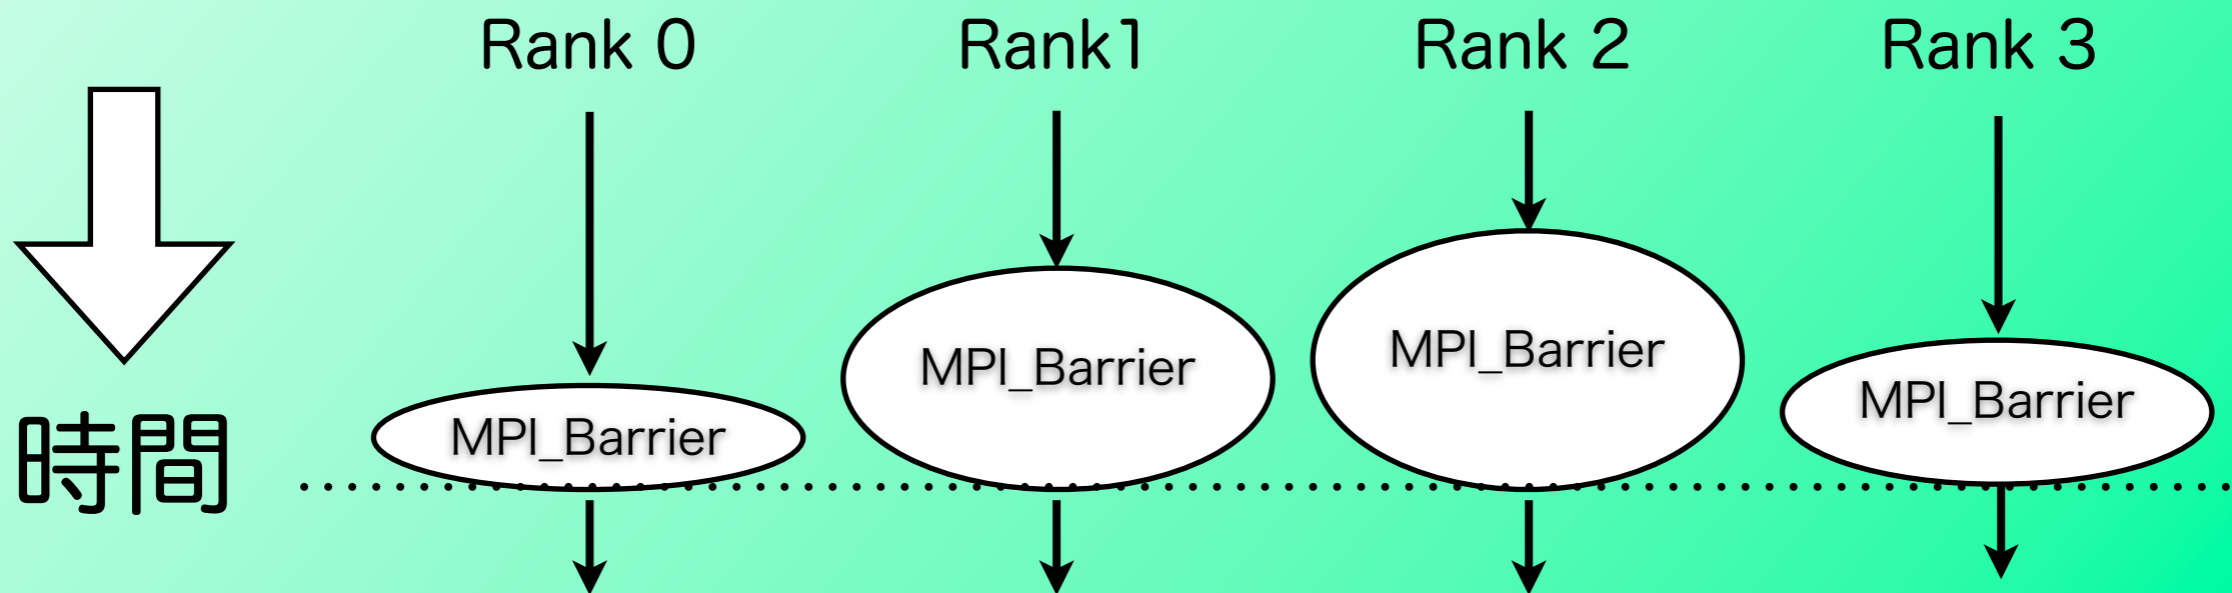 Rank 0
Rank1
Rank 2
Rank 3
MPI_Barrier
MPI_Barrier
MPI_Barrier
MPI_Barrier
時間